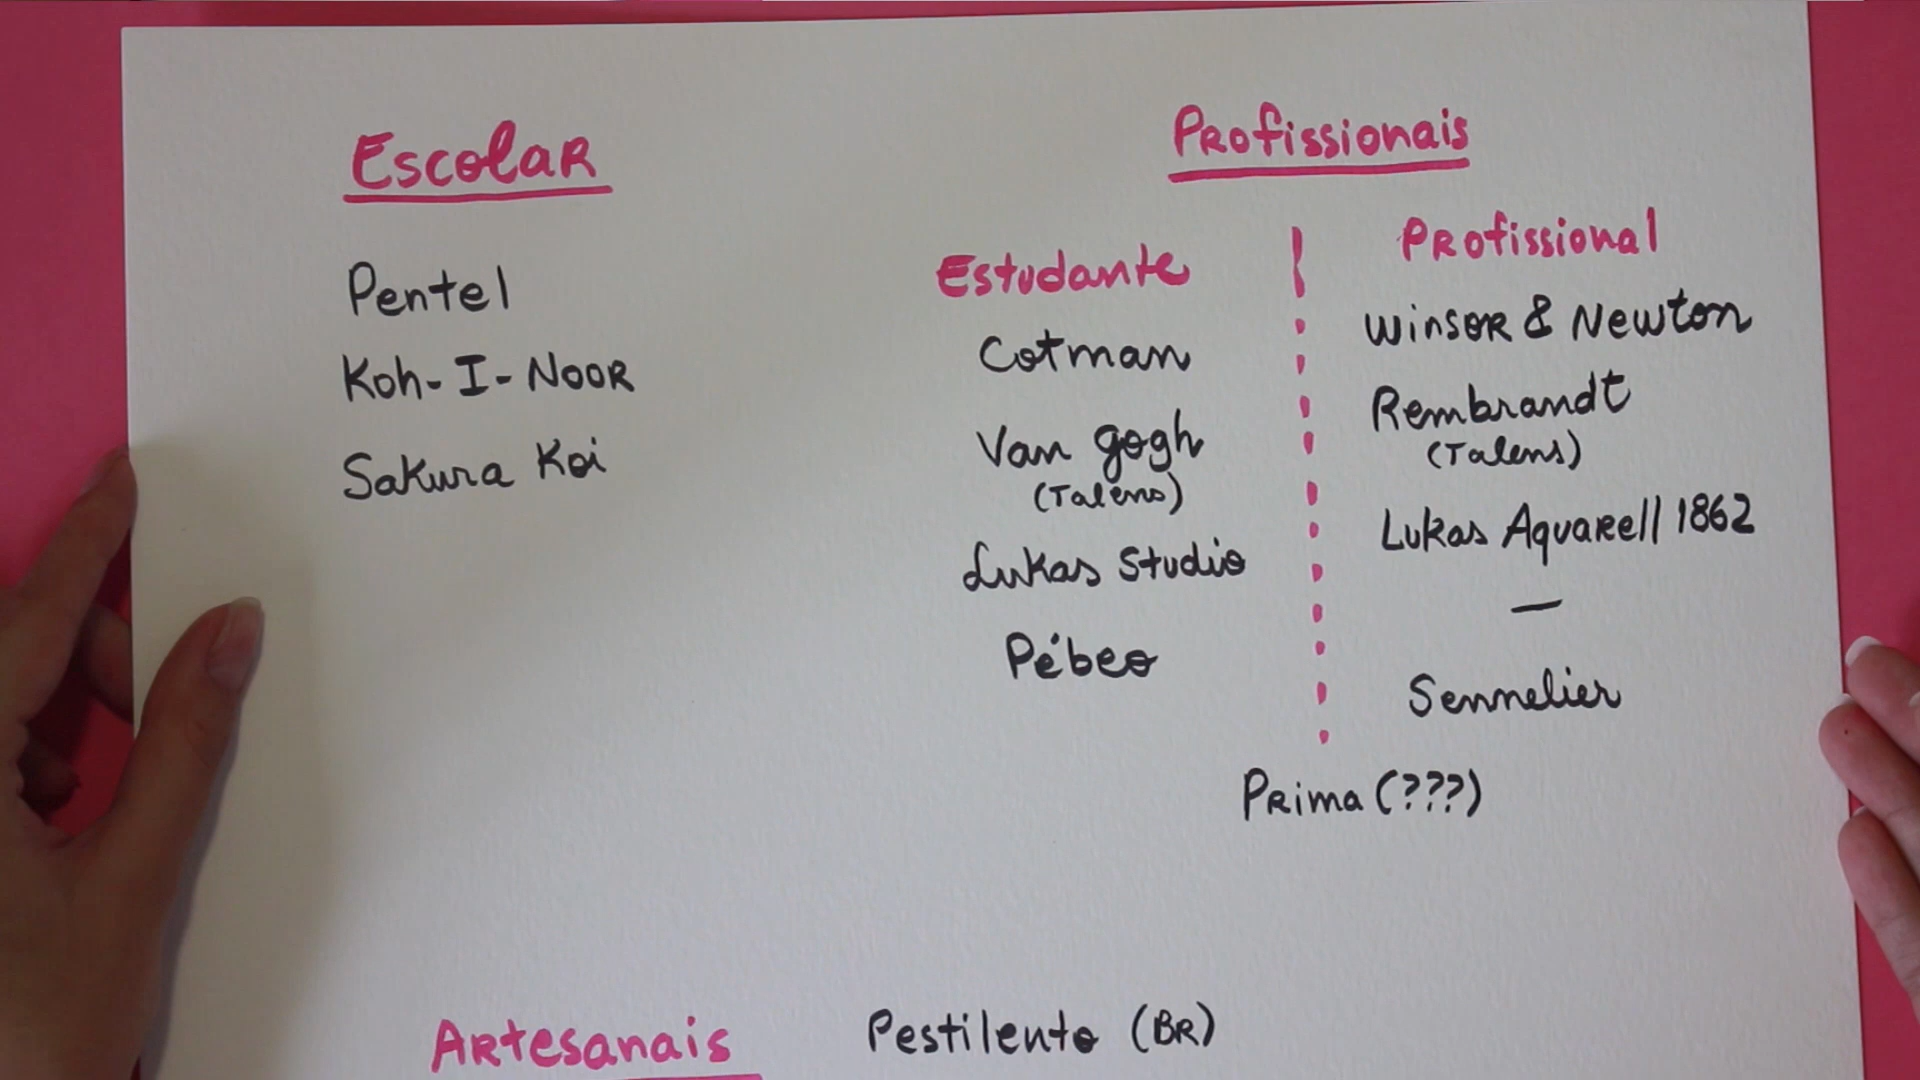 Escolar
Pentel
Koh-I-Noor
Sakura Koi
Profissionais
Estudante
Cotman
Van gogh
(Talens)
Lukas Studio
Pébeo
Profissional
Winsor & Newton
Rembrandt
(Talens)
Lukas Aquarell 1862
—
Sennelier
Prima (???)
Artesanais
Pestilento (BR)